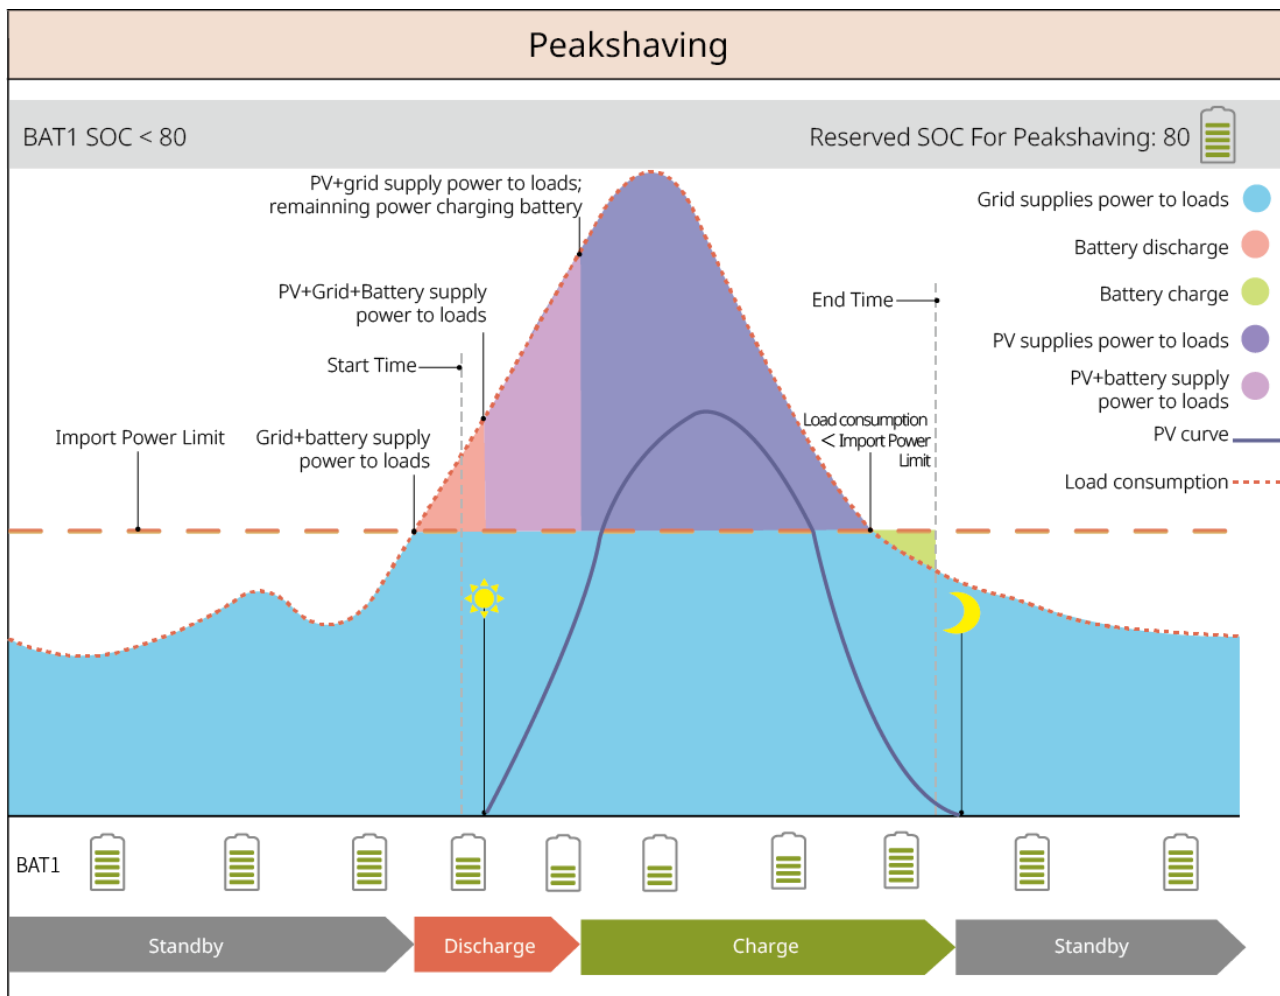 Peakshaving
BAT1 SOC < 80
Reserved SOC For Peakshaving: 80
PV+grid supply power to loads;
remainning power charging battery
Grid supplies power to loads
Battery discharge
PV+Grid+Battery supply
power to loads
Battery charge
End Time
PV supplies power to loads
Start Time
PV+battery supply
power to loads
Load consumption
< Import Power
Limit
PV curve
Import Power Limit
Grid+battery supply
power to loads
Load consumption
BAT1
Standby
Discharge
Charge
Standby